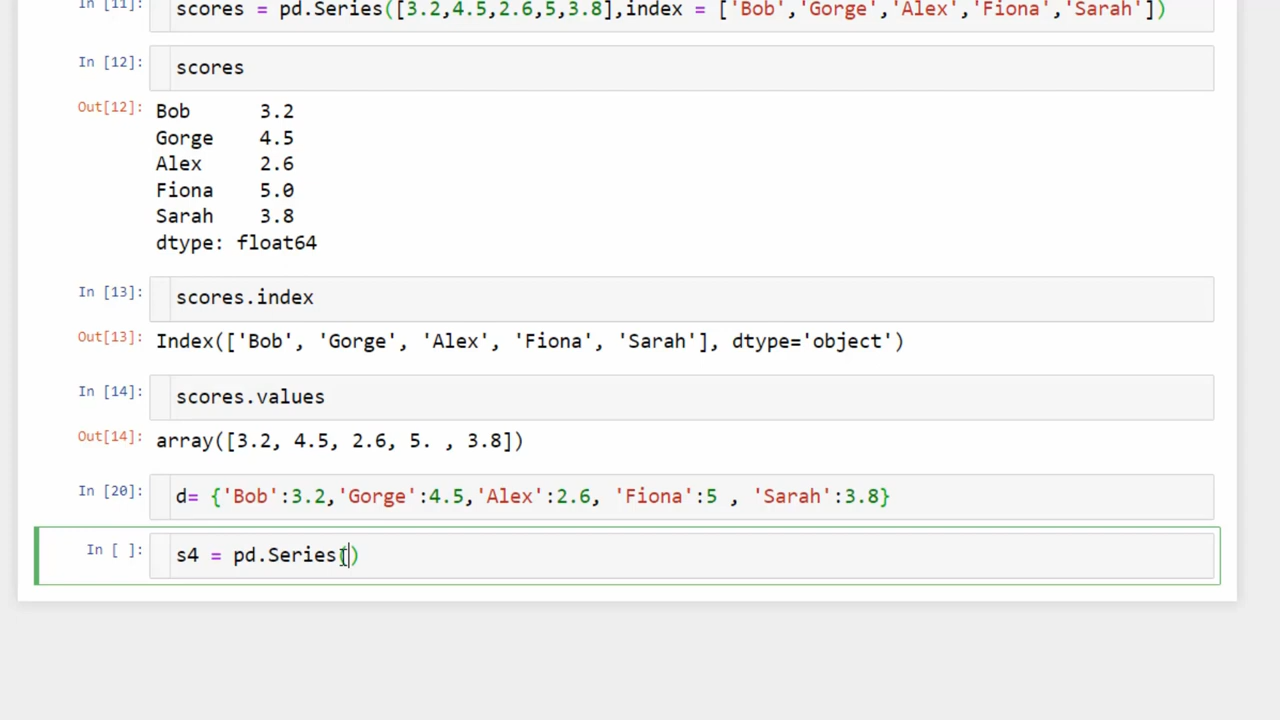 In [11]: scores = pd.Series([3.2,4.5,2.6,5,3.8],index = ['Bob','Gorge','Alex','Fiona','Sarah'])
In [12]: scores
Out[12]: Bob 3.2
Gorge 4.5
Alex 2.6
Fiona 5.0
Sarah 3.8
dtype: float64
In [13]: scores.index
Out[13]: Index(['Bob', 'Gorge', 'Alex', 'Fiona', 'Sarah'], dtype='object')
In [14]: scores.values
Out[14]: array([3.2, 4.5, 2.6, 5. , 3.8])
In [20]: d= {'Bob':3.2,'Gorge':4.5,'Alex':2.6, 'Fiona':5 , 'Sarah':3.8}
In [ ]: s4 = pd.Series()